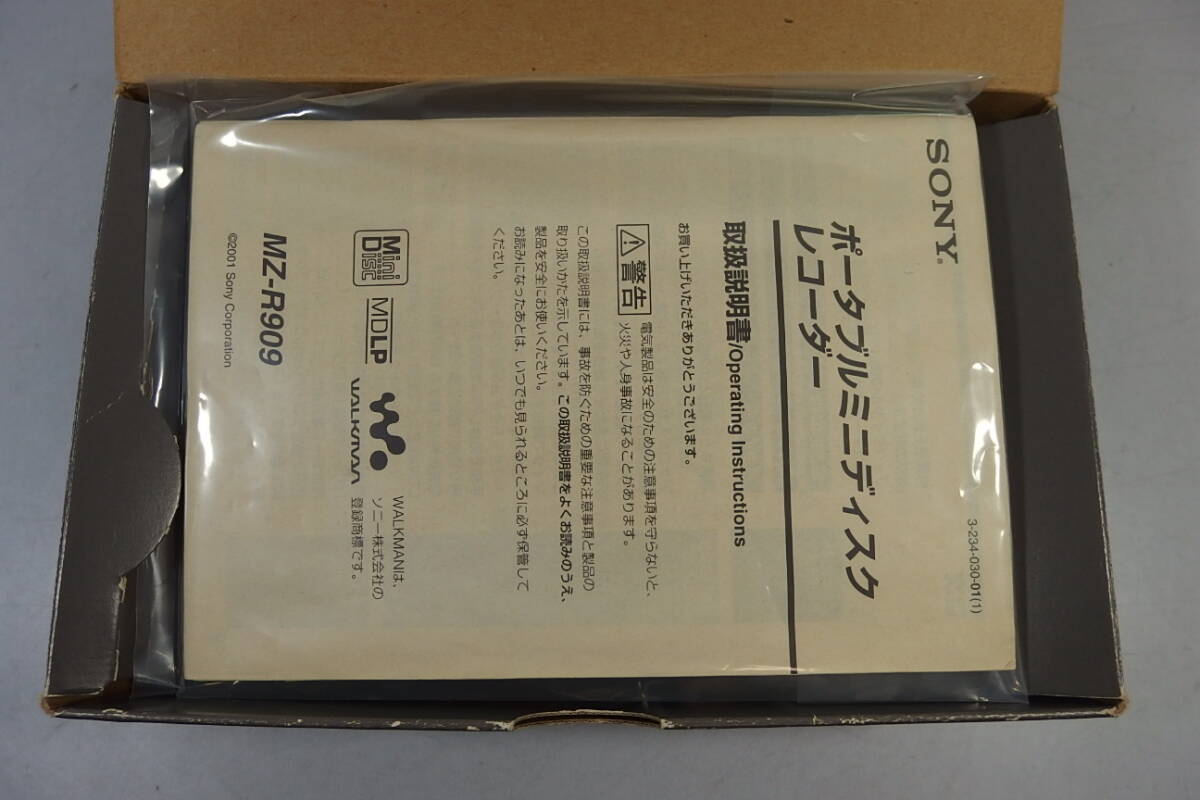 3-234-030-01(1)
SONY®
ポータブルミニディスク
レコーダー
取扱説明書/Operating Instructions
お買い上げいただきありがとうございます。
警告
電気製品は安全のための注意事項を守らないと、
火災や人身事故になることがあります。
この取扱説明書には、事故を防ぐための重要な注意事項と製品の
取り扱いかたを示しています。この取扱説明書をよくお読みのうえ、
製品を安全にお使いください。
お読みになったあとは、いつでも見られるところに必ず保管して
ください。
Mini
Disc
MDLP
WALKMAN
WALKMANは、
ソニー株式会社の
登録商標です。
MZ-R909
©2001 Sony Corporation